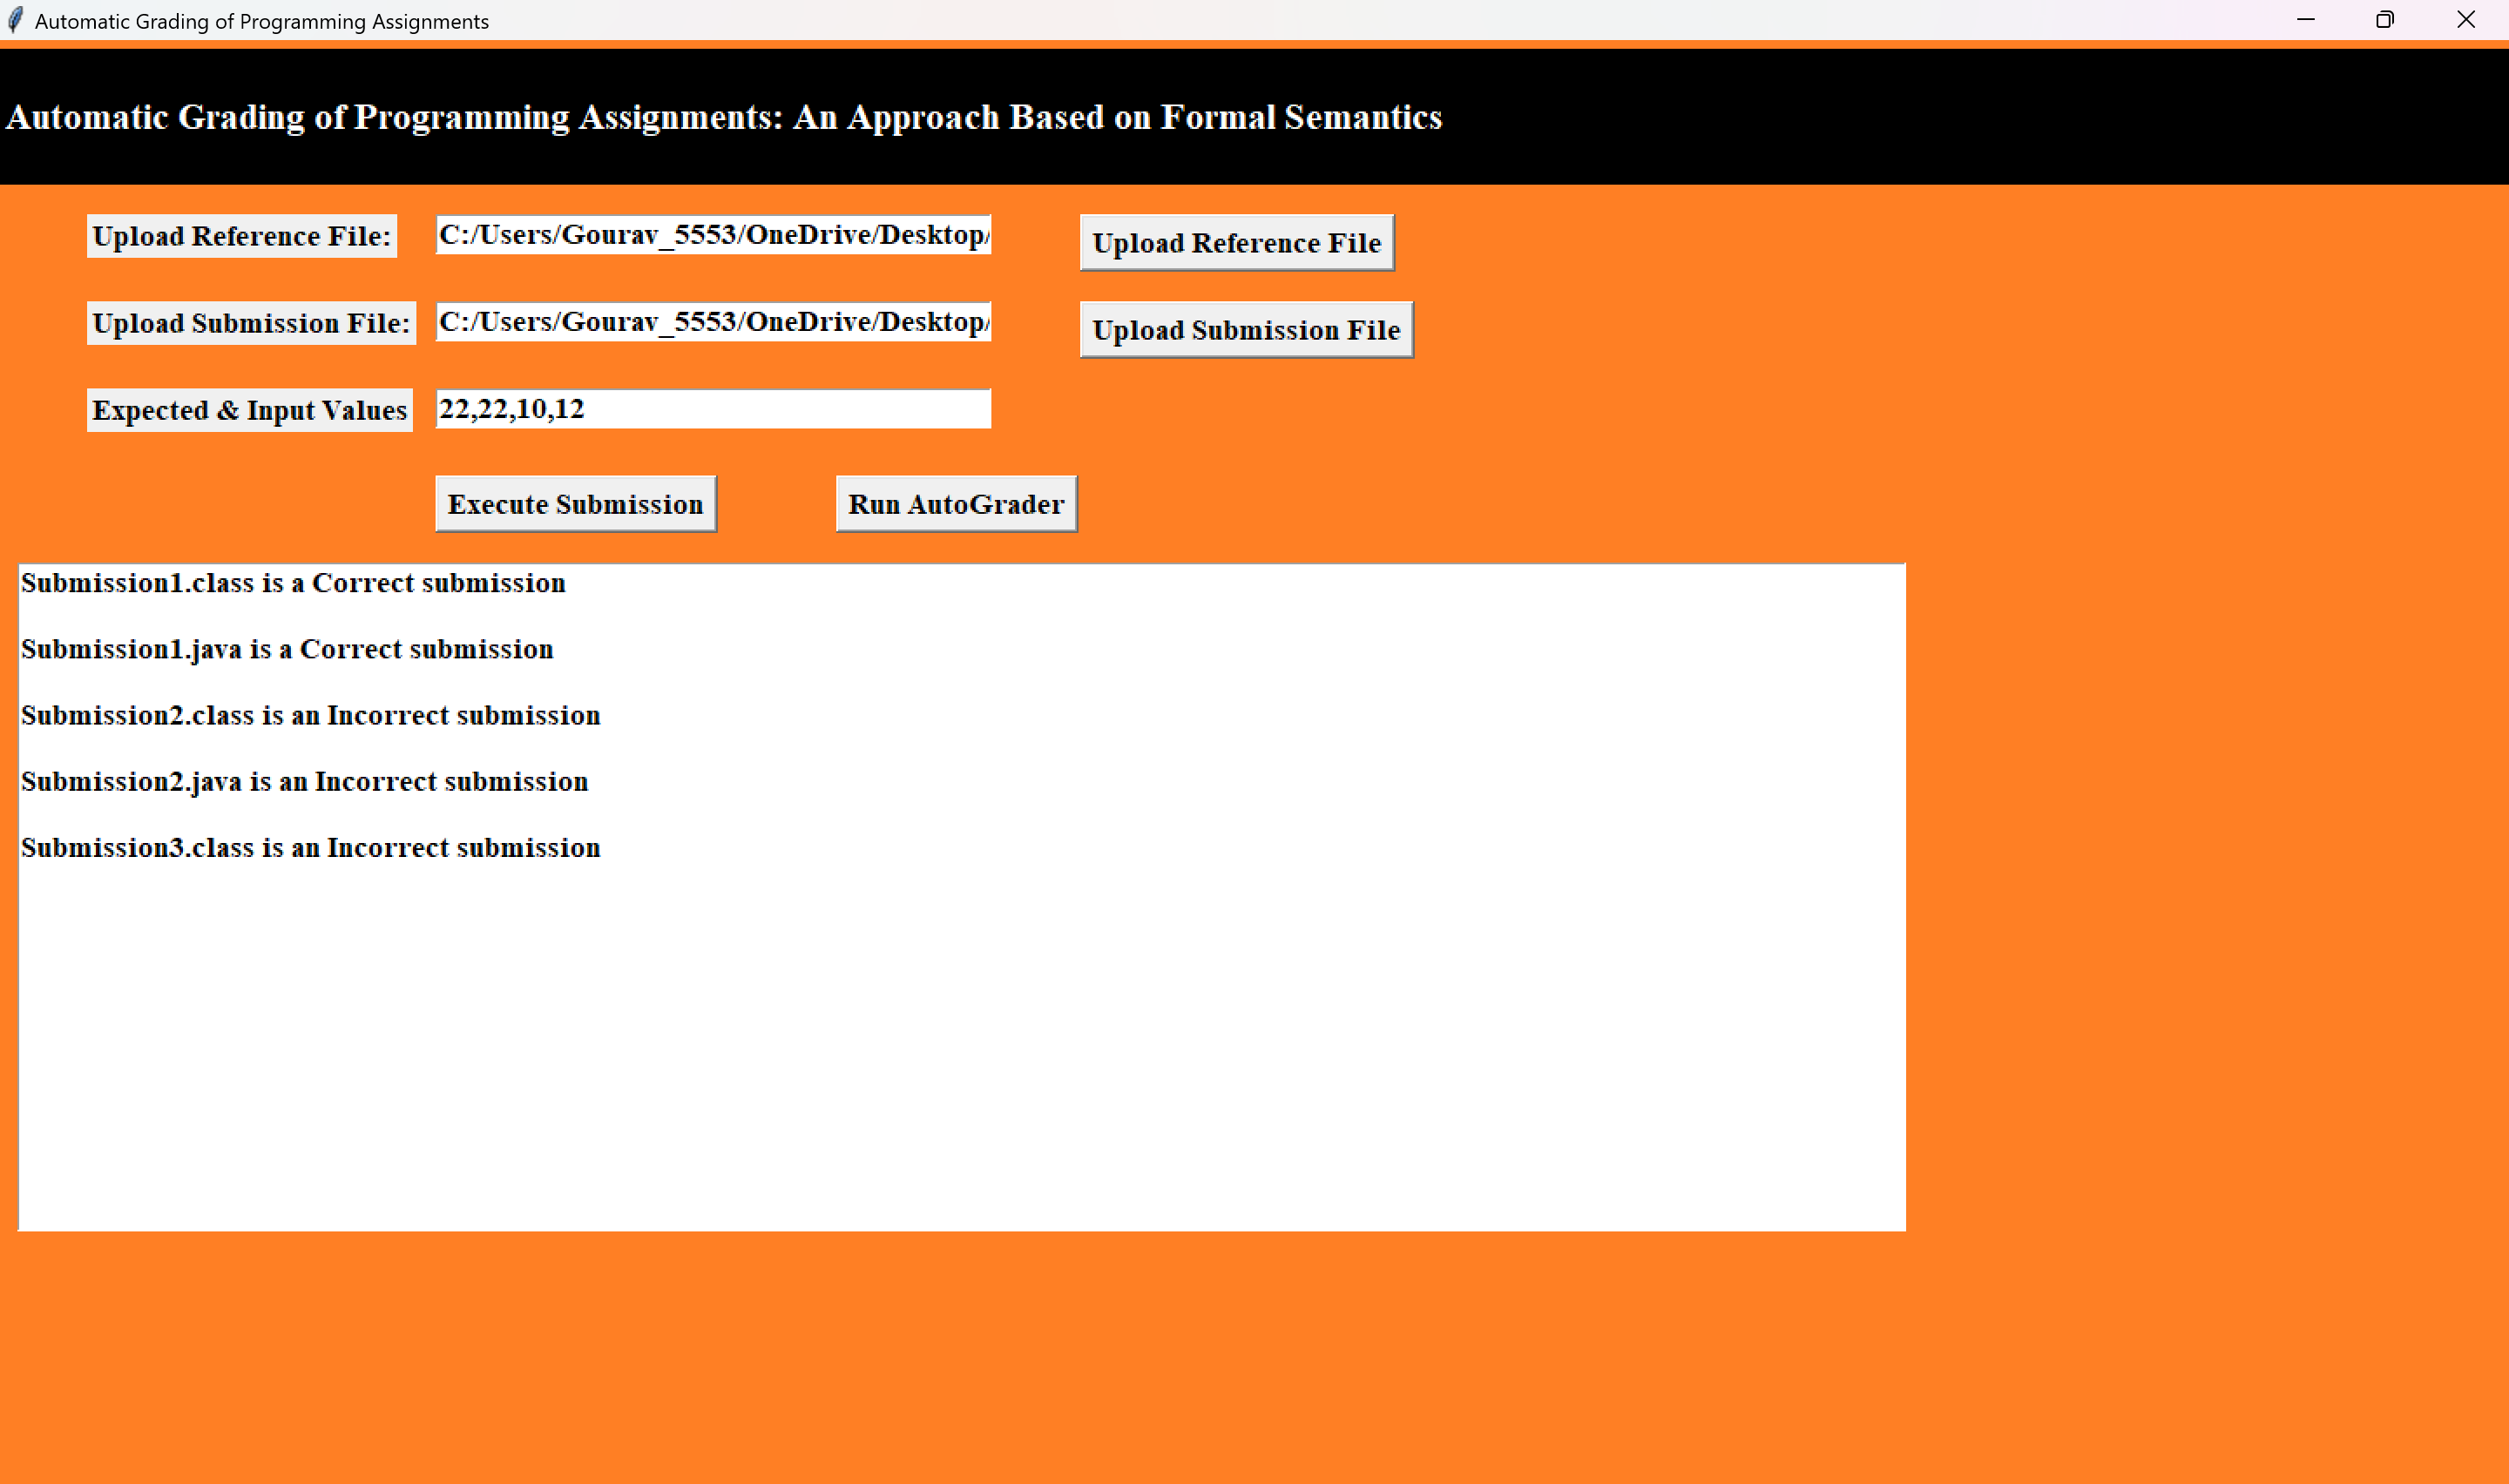 Automatic Grading of Programming Assignments
Automatic Grading of Programming Assignments: An Approach Based on Formal Semantics
Upload Reference File: C:/Users/Gourav_5553/OneDrive/Desktop/ Upload Reference File
Upload Submission File: C:/Users/Gourav_5553/OneDrive/Desktop/ Upload Submission File
Expected & Input Values 22,22,10,12
Execute Submission Run AutoGrader
Submission1.class is a Correct submission
Submission1.java is a Correct submission
Submission2.class is an Incorrect submission
Submission2.java is an Incorrect submission
Submission3.class is an Incorrect submission